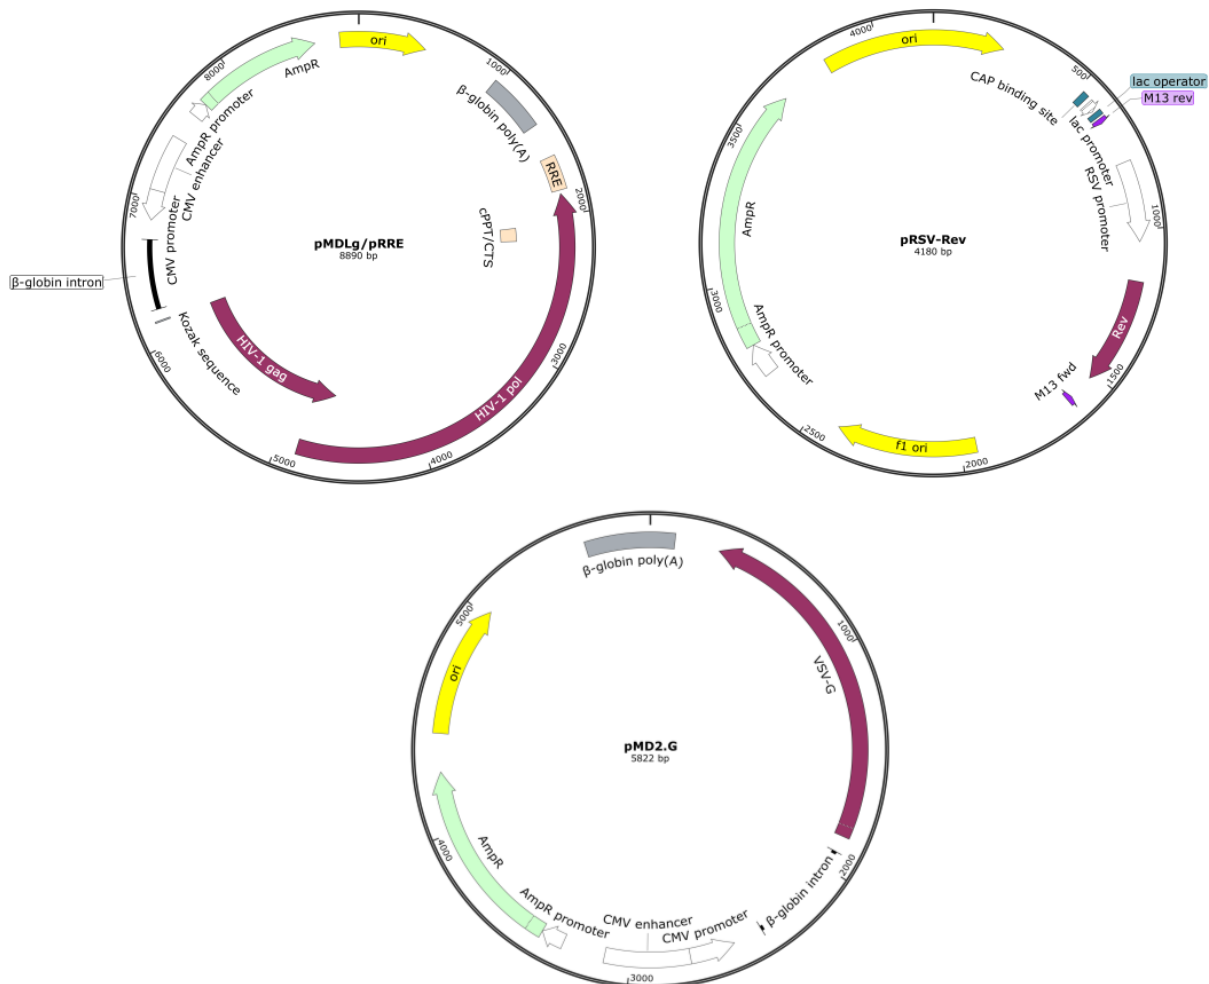 ori
AmpR
8000
1000
β-globin poly(A)
AmpR promoter
CMV enhancer
RRE
2000
7000
cPPT/CTS
CMV promoter
pMDLg/pRRE
8890 bp
β-globin intron
Kozak sequence
6000
HIV-1 gag
3000
HIV-1 pol
5000
4000
4000
ori
500
CAP binding site
lac operator
M13 rev
lac promoter
3500
RSV promoter
1000
AmpR
pRSV-Rev
4180 bp
3000
AmpR promoter
Rev
M13 fwd
1500
2500
f1 ori
2000
β-globin poly(A)
5000
ori
1000
VSV-G
pMD2.G
5822 bp
4000
AmpR
2000
β-globin intron
AmpR promoter
CMV enhancer
CMV promoter
3000